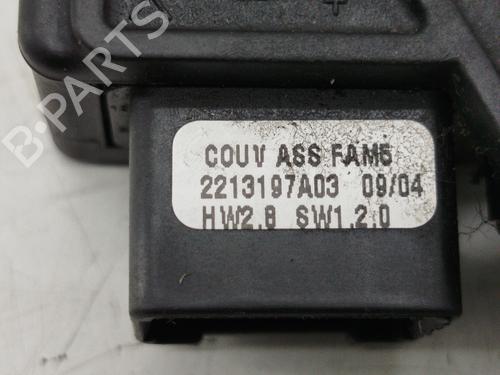 B-PARTS
COUV ASS FAM5
2213197A03 09/04
HW2.8 SW1.2.0